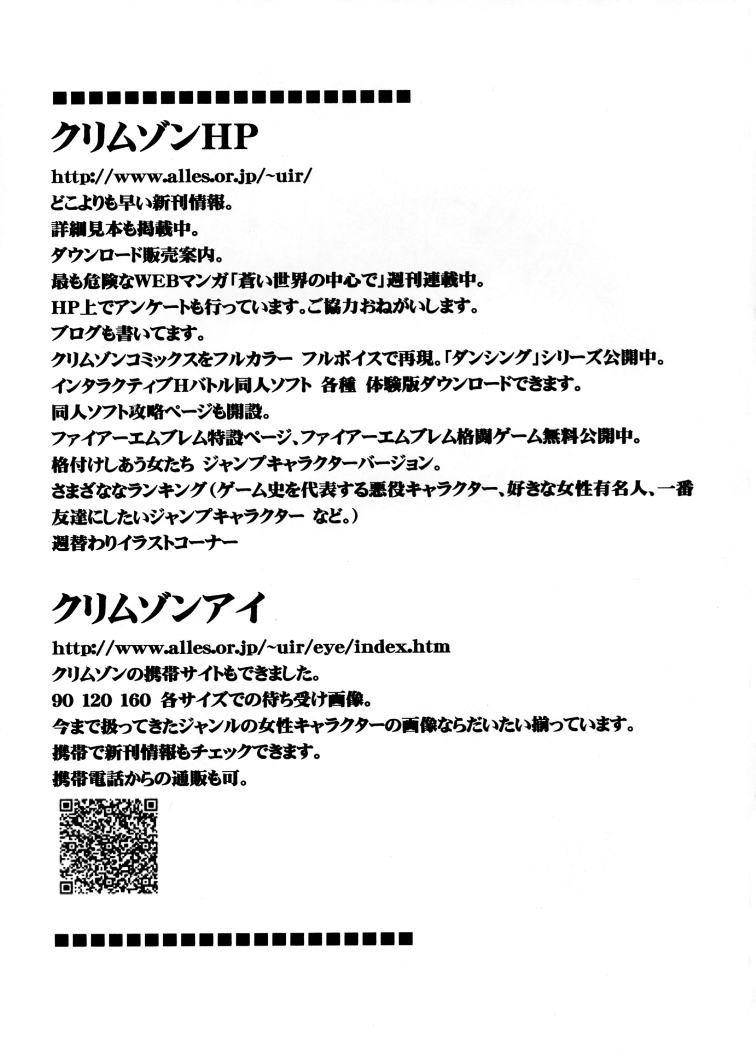 クリムゾンHP
http://www.alles.or.jp/~uir/
どこよりも早い新刊情報。
詳細見本も掲載中。
ダウンロード販売案内。
最も危険なWEBマンガ「蒼い世界の中心で」週刊連載中。
HP上でアンケートも行っています。ご協力おねがいします。
ブログも書いてます。
クリムゾンコミックスをフルカラー フルボイスで再現。「ダンシング」シリーズ公開中。
インタラクティブHバトル同人ソフト 各種 体験版ダウンロードできます。
同人ソフト攻略ページも開設。
ファイアーエムブレム特設ページ、ファイアーエムブレム格闘ゲーム無料公開中。
格付けしあう女たち ジャンプキャラクターバージョン。
さまざななランキング(ゲーム史を代表する悪役キャラクター、好きな女性有名人、一番
友達にしたいジャンプキャラクター など。)
週替わりイラストコーナー
クリムゾンアイ
http://www.alles.or.jp/~uir/eye/index.htm
クリムゾンの携帯サイトもできました。
90 120 160 各サイズでの待ち受け画像。
今まで扱ってきたジャンルの女性キャラクターの画像ならだいたい揃っています。
携帯で新刊情報もチェックできます。
携帯電話からの通販も可。